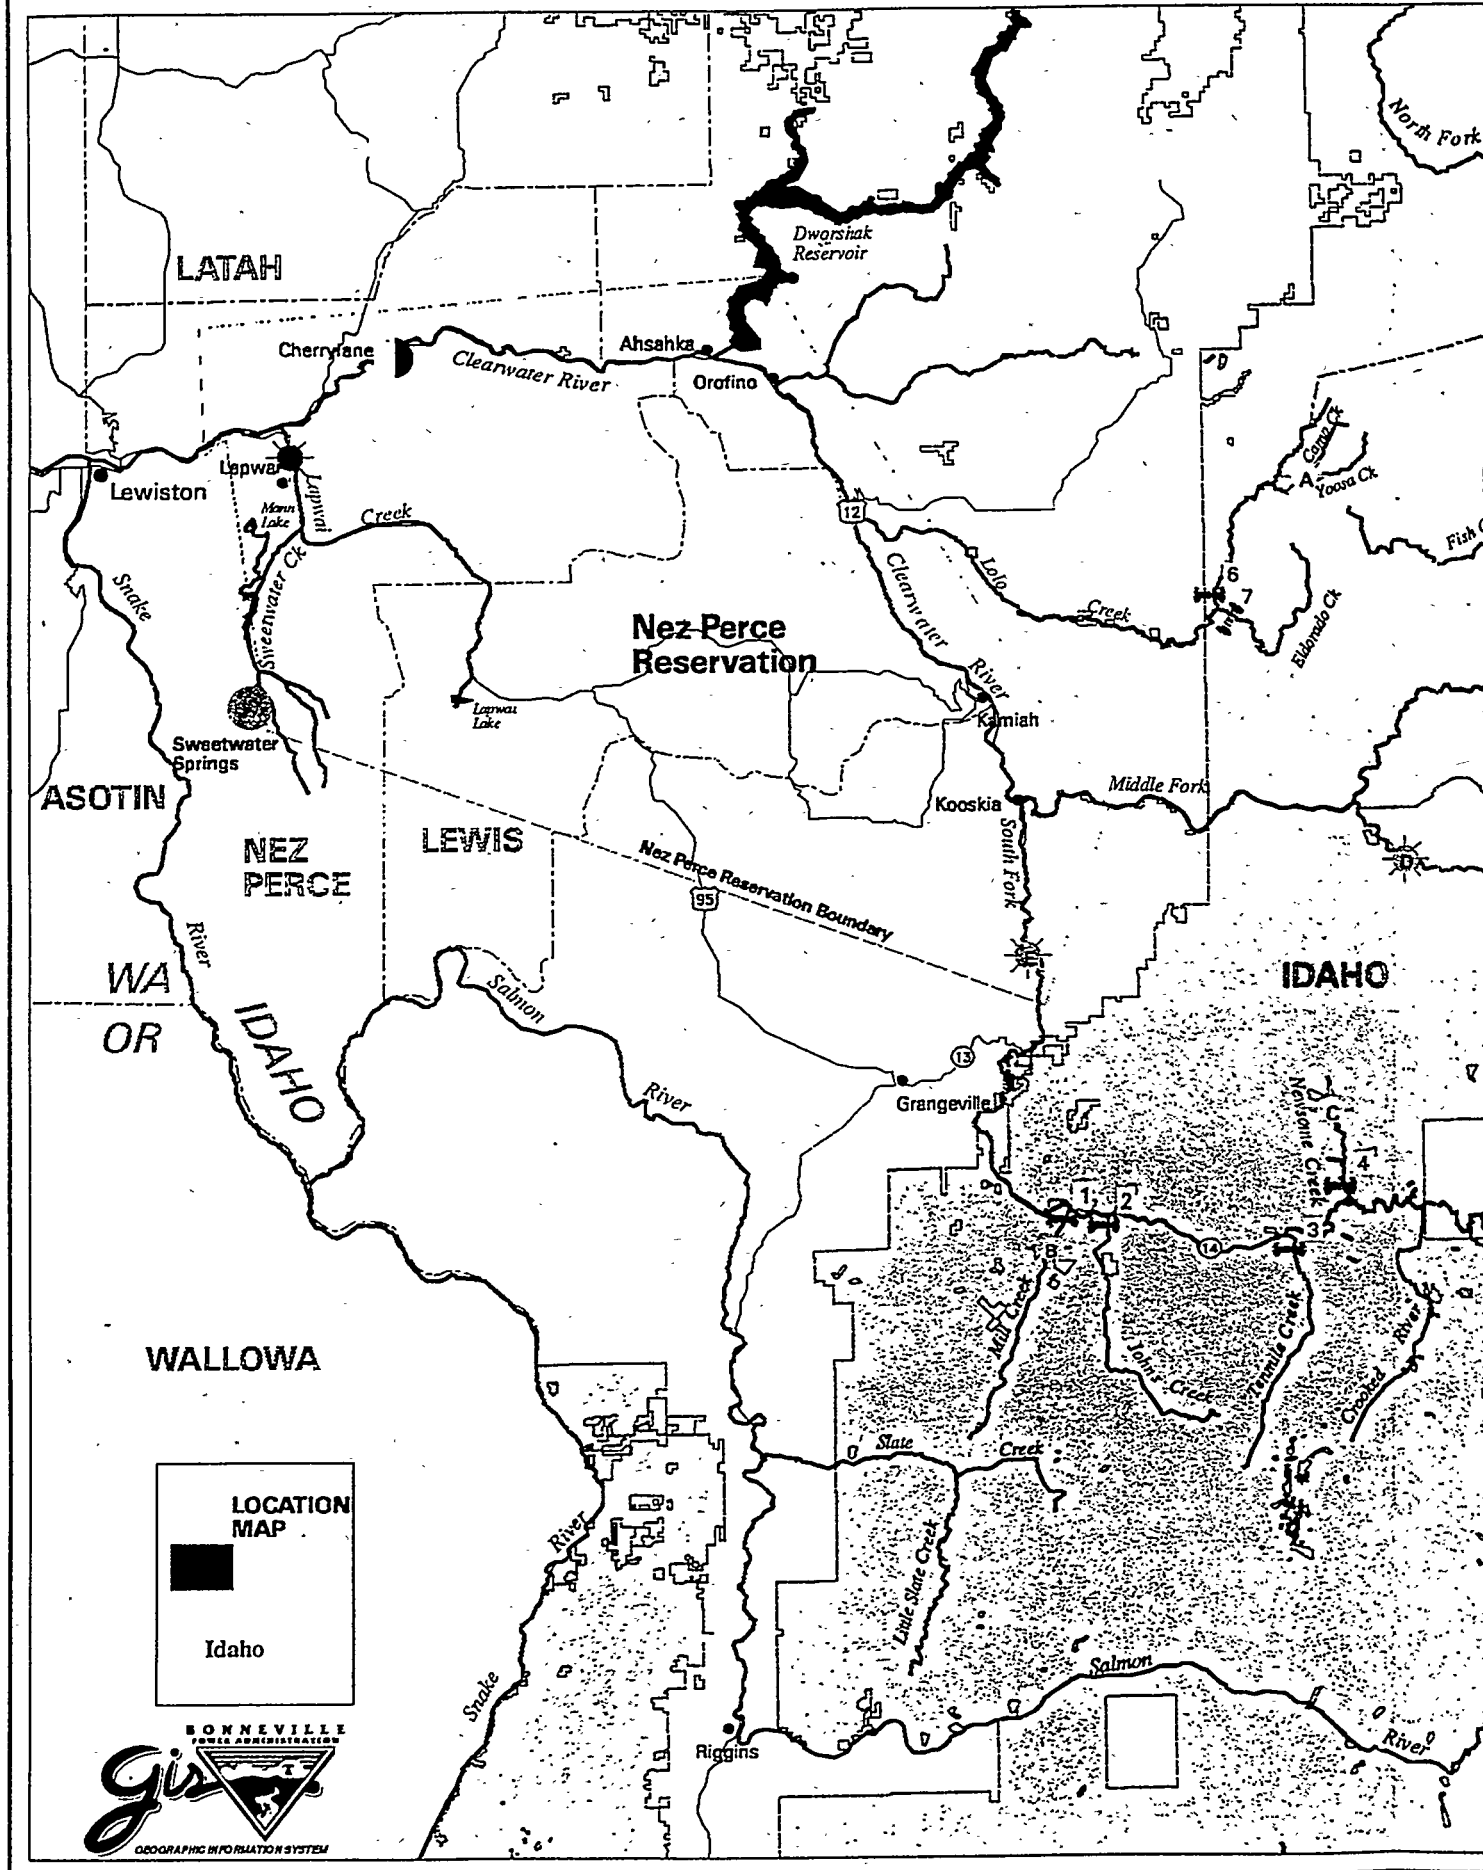 North Fork
Dworshak
Reservoir
LATAH
Cherrylane
Clearwater River
Ahsahka
Orofino
Camp Ck
A
Yoosa Ck
Lapwai
Lewiston
Lapwai
Creek
Mann
Lake
12
Fish
Snake
Sweetwater Ck
Clearwater
River
Lolo
Creek
6
7
Eldorado Ck
Nez Perce
Reservation
Lapwai
Lake
Kamiah
Sweetwater
Springs
ASOTIN
Kooskia
Middle Fork
NEZ
PERCE
LEWIS
South Fork
D
Nez Perce Reservation Boundary
95
River
WA
OR
IDAHO
Salmon
River
IDAHO
13
Grangeville
Newsome Creek
C
4
1
2
3
14
B
5
Mill Creek
Johns Creek
Tenmile Creek
Crooked River
WALLOWA
Slate Creek
Little Slate Creek
LOCATION
MAP
Idaho
River
Snake
Salmon
River
Riggins
BONNEVILLE
POWER ADMINISTRATION
gis
GEOGRAPHIC INFORMATION SYSTEM